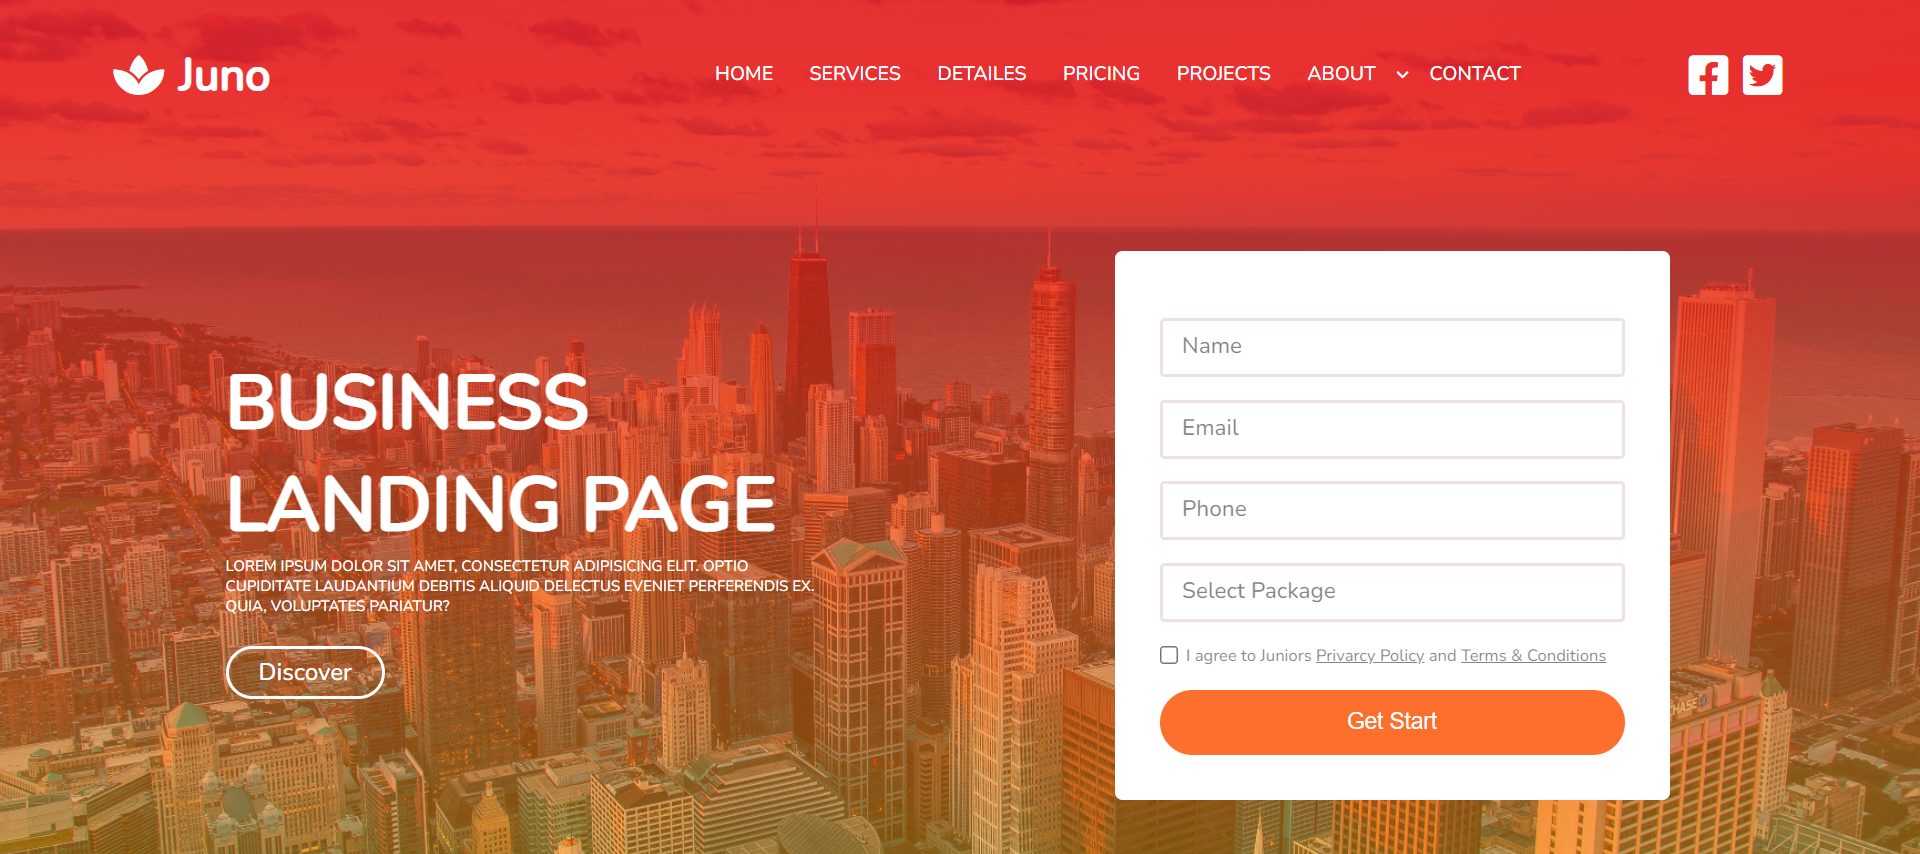 Juno
HOME SERVICES DETAILES PRICING PROJECTS ABOUT CONTACT
BUSINESS
LANDING PAGE
LOREM IPSUM DOLOR SIT AMET, CONSECTETUR ADIPISICING ELIT. OPTIO
CUPIDITATE LAUDANTIUM DEBITIS ALIQUID DELECTUS EVENIET PERFERENDIS EX.
QUIA, VOLUPTATES PARIATUR?
Discover
Name
Email
Phone
Select Package
I agree to Juniors Privarcy Policy and Terms & Conditions
Get Start
CHASE